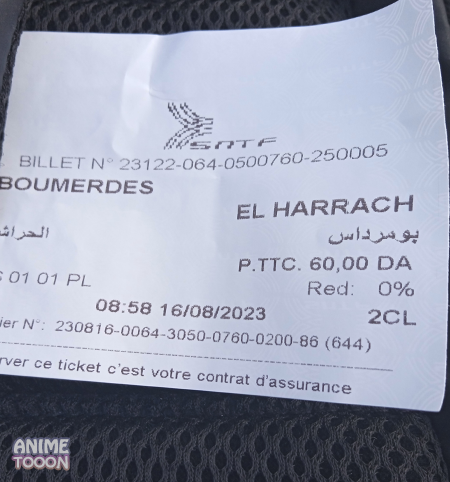 SNTF
BILLET N° 23122-064-0500760-250005
BOUMERDES
EL HARRACH
الحراش
بومرداس
P.TTC. 60,00 DA
01 01 PL
Red: 0%
08:58 16/08/2023
2CL
ier N°: 230816-0064-3050-0760-0200-86 (644)
rver ce ticket c'est votre contrat d'assurance
ANIME
TOOON